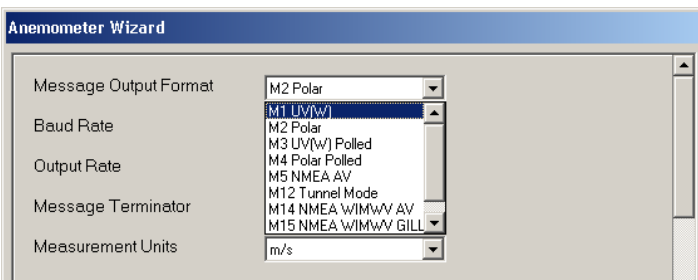 Anemometer Wizard
Message Output Format
M2 Polar
M1 UV(W)
M2 Polar
M3 UV(W) Polled
M4 Polar Polled
M5 NMEA AV
M12 Tunnel Mode
M14 NMEA WIMWV AV
M15 NMEA WIMWV GILL
Baud Rate
Output Rate
Message Terminator
Measurement Units
m/s